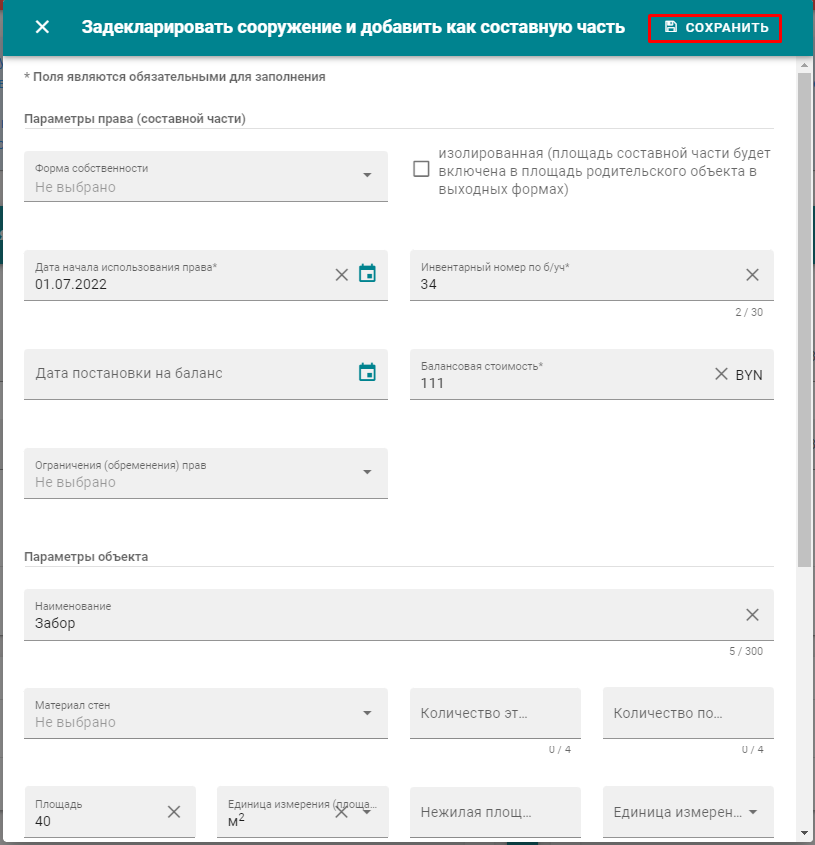 Задекларировать сооружение и добавить как составную часть
СОХРАНИТЬ
* Поля являются обязательными для заполнения
Параметры права (составной части)
Форма собственности
Не выбрано
изолированная (площадь составной части будет
включена в площадь родительского объекта в
выходных формах)
Дата начала использования права*
01.07.2022
Инвентарный номер по б/уч*
34
2 / 30
Дата постановки на баланс
Балансовая стоимость*
111
BYN
Ограничения (обременения) прав
Не выбрано
Параметры объекта
Наименование
Забор
5 / 300
Материал стен
Не выбрано
Количество эт…
0 / 4
Количество по…
0 / 4
Площадь
40
Единица измерения (площа…
м²
Нежилая площ…
Единица измерен…